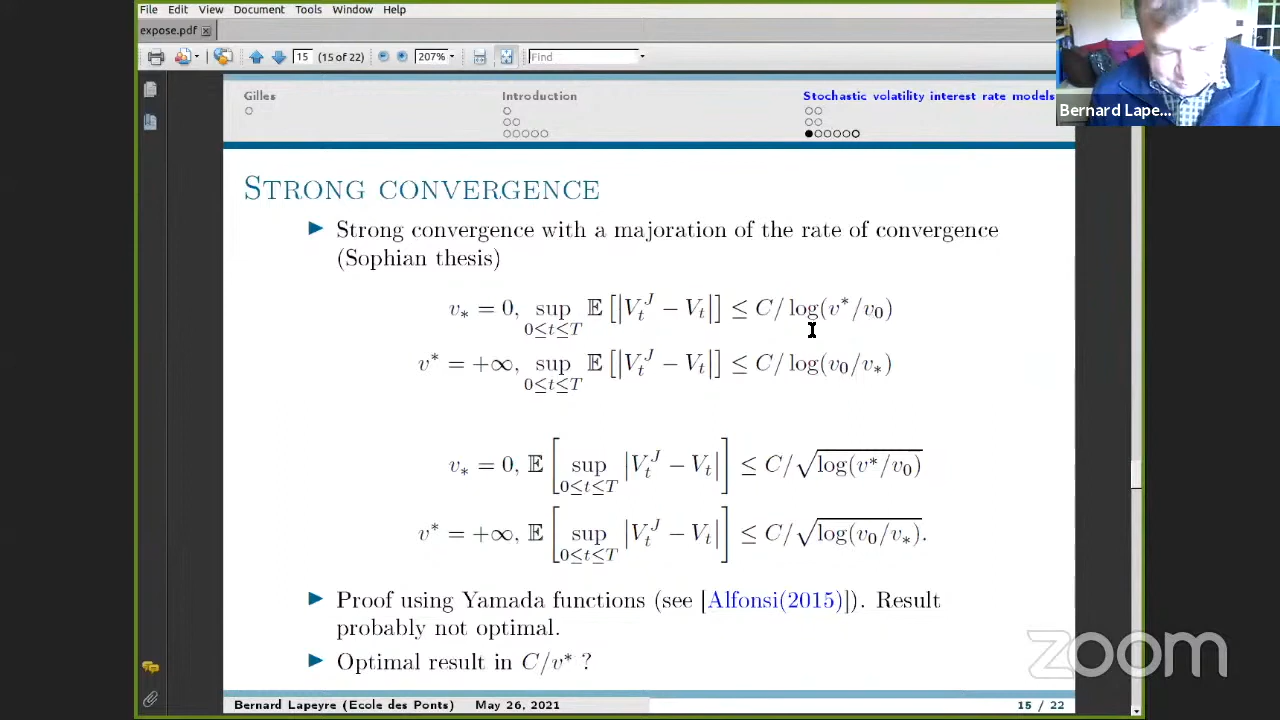 File Edit View Document Tools Window Help
expose.pdf
15 (15 of 22) 207% Find
Bernard Lape...
Gilles Introduction Stochastic volatility interest rate models
STRONG CONVERGENCE
Strong convergence with a majoration of the rate of convergence
(Sophian thesis)
v_* = 0, sup_{0≤t≤T} 𝔼 [|V_t^J − V_t|] ≤ C/ log(v^*/v_0)
v^* = +∞, sup_{0≤t≤T} 𝔼 [|V_t^J − V_t|] ≤ C/ log(v_0/v_*)
v_* = 0, 𝔼 [sup_{0≤t≤T} |V_t^J − V_t|] ≤ C/√log(v^*/v_0)
v^* = +∞, 𝔼 [sup_{0≤t≤T} |V_t^J − V_t|] ≤ C/√log(v_0/v_*).
Proof using Yamada functions (see [Alfonsi(2015)]). Result
probably not optimal.
Optimal result in C/v^* ?
zoom
Bernard Lapeyre (Ecole des Ponts) May 26, 2021 15 / 22